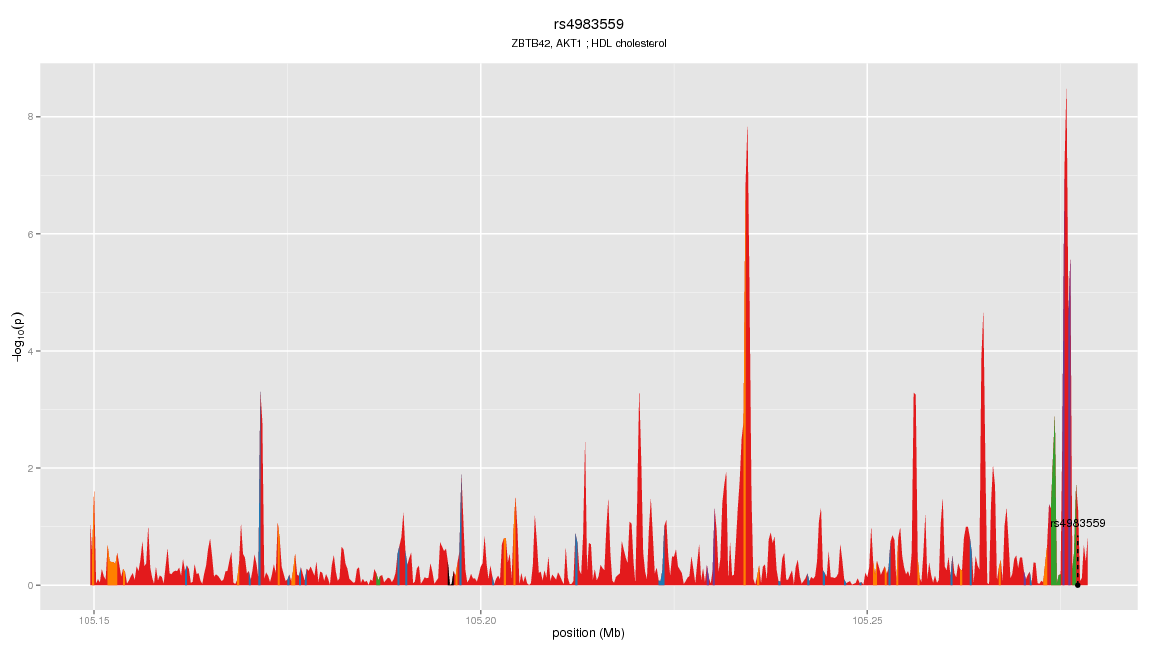 rs4983559
ZBTB42, AKT1 ; HDL cholesterol
8
6
4
2
0
−log10(p)
rs4983559
105.15 105.20 105.25
position (Mb)